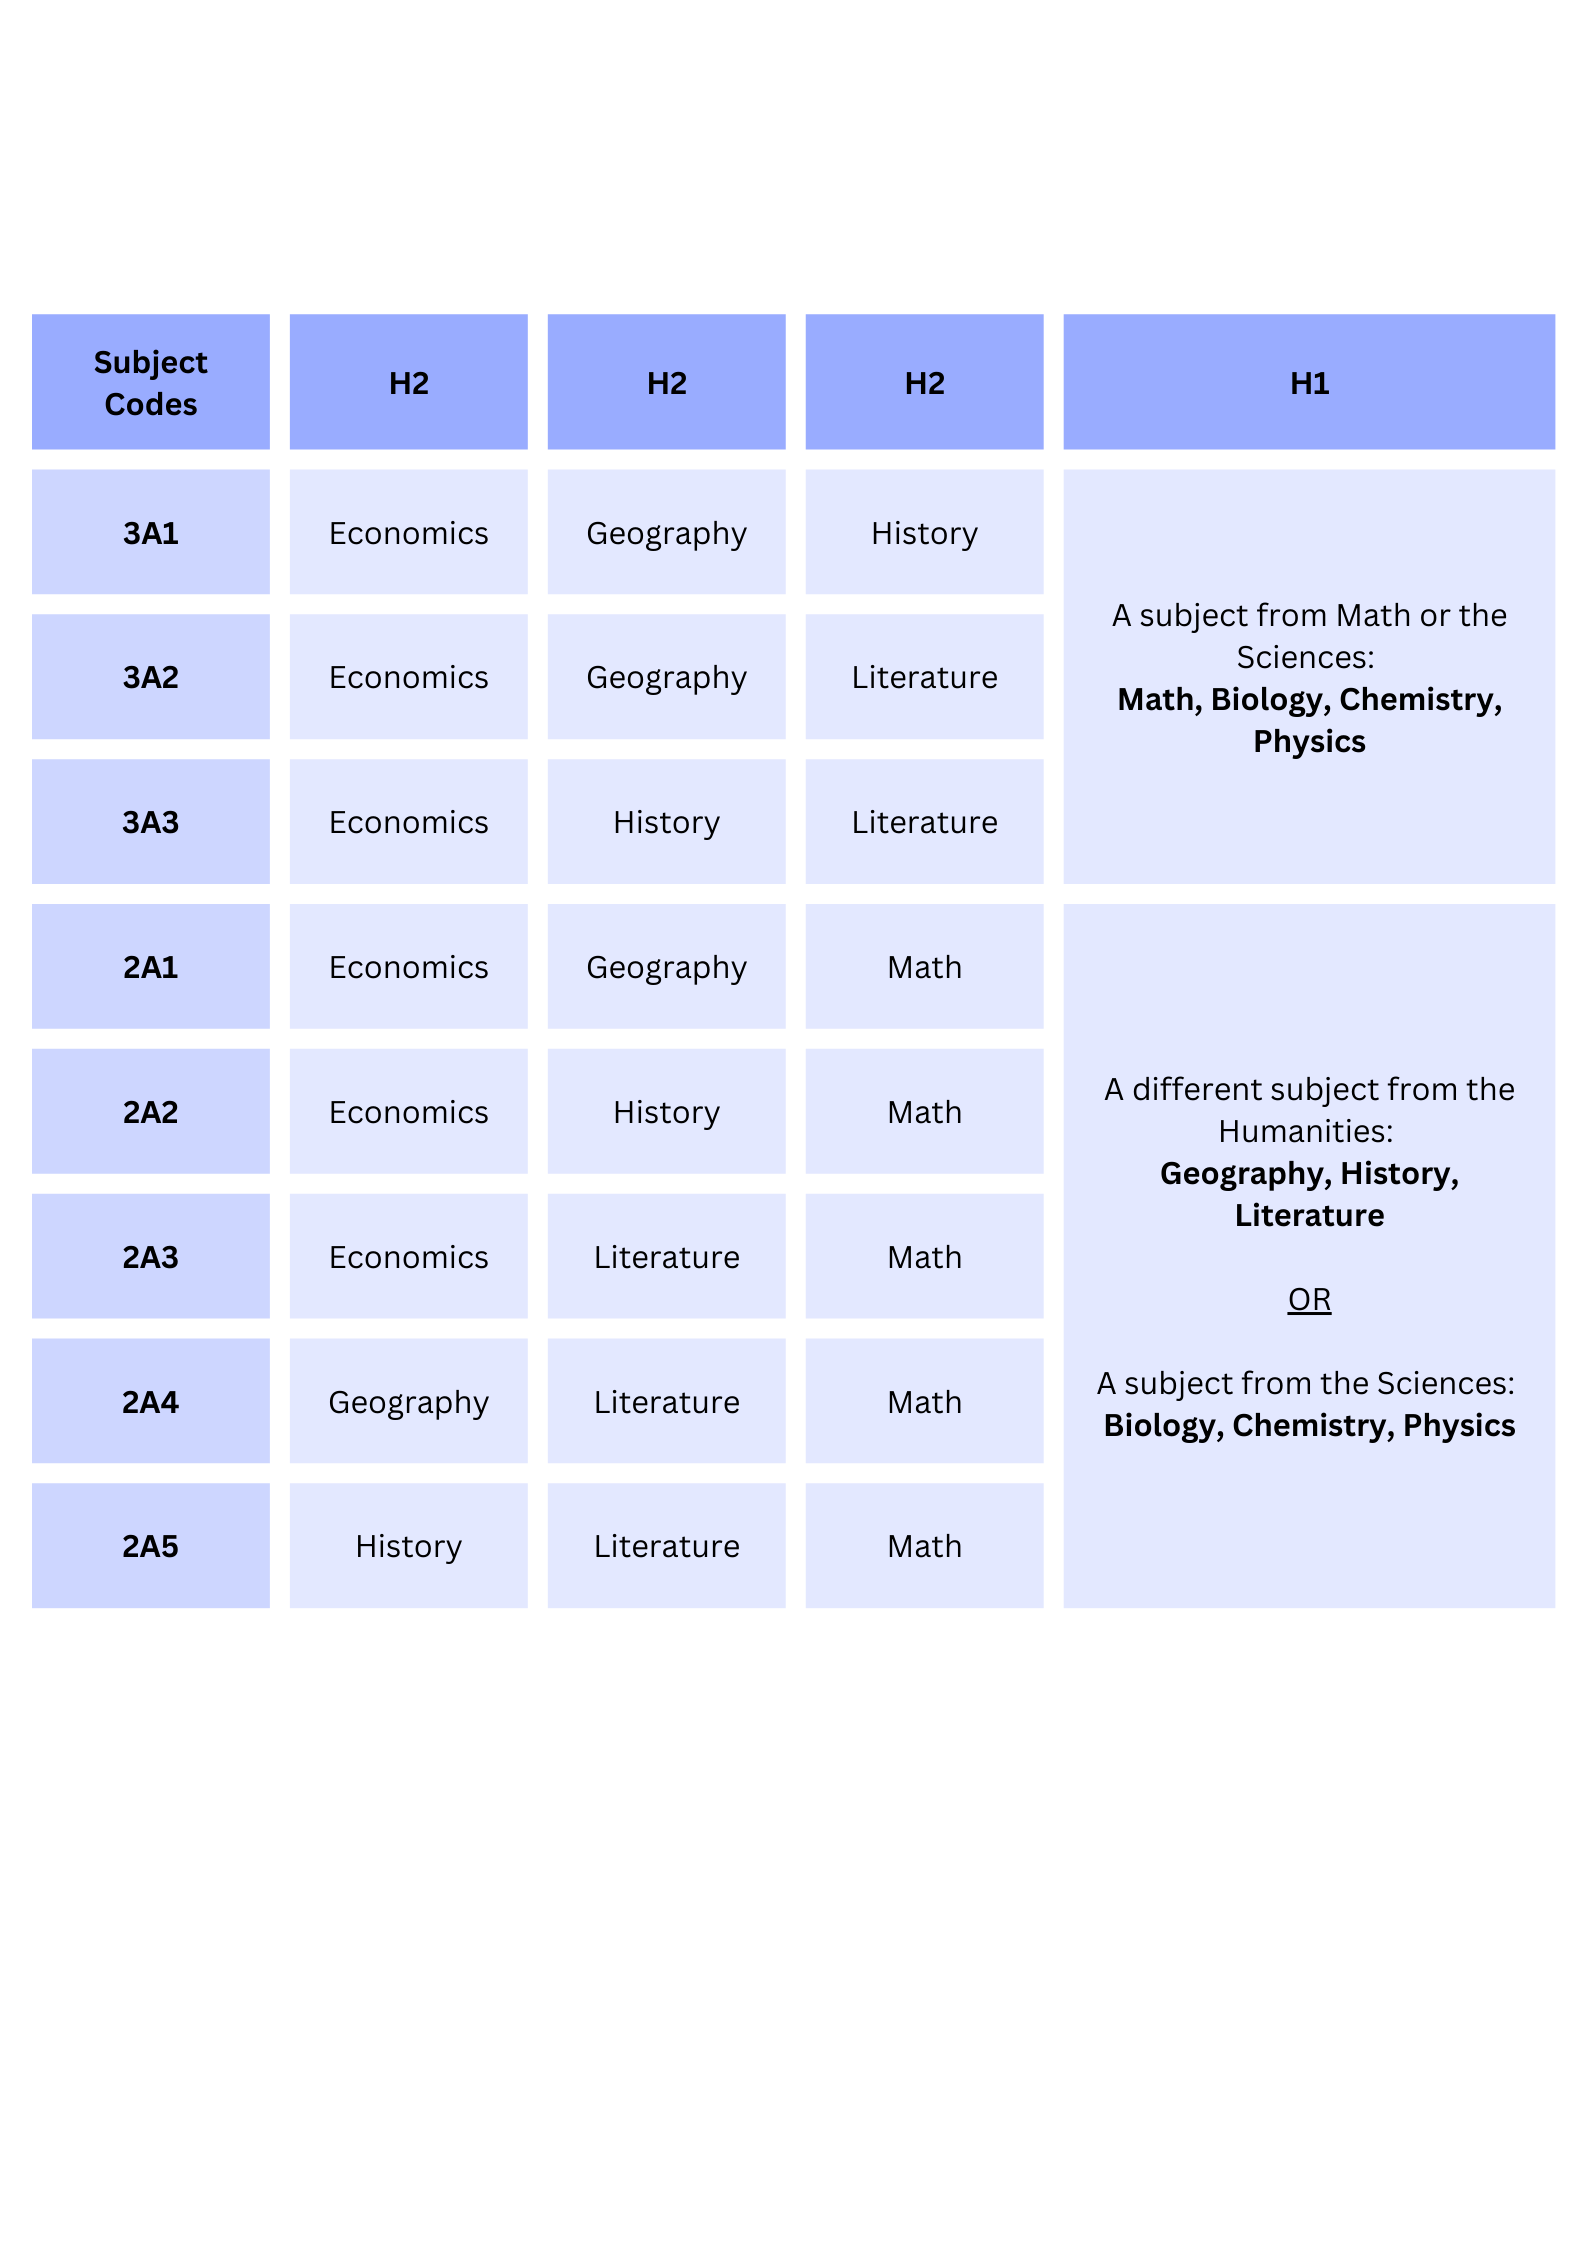 Subject
Codes
H2
H2
H2
H1
3A1
Economics
Geography
History
3A2
Economics
Geography
Literature
3A3
Economics
History
Literature
A subject from Math or the
Sciences:
Math, Biology, Chemistry,
Physics
2A1
Economics
Geography
Math
2A2
Economics
History
Math
2A3
Economics
Literature
Math
2A4
Geography
Literature
Math
2A5
History
Literature
Math
A different subject from the
Humanities:
Geography, History,
Literature
OR
A subject from the Sciences:
Biology, Chemistry, Physics